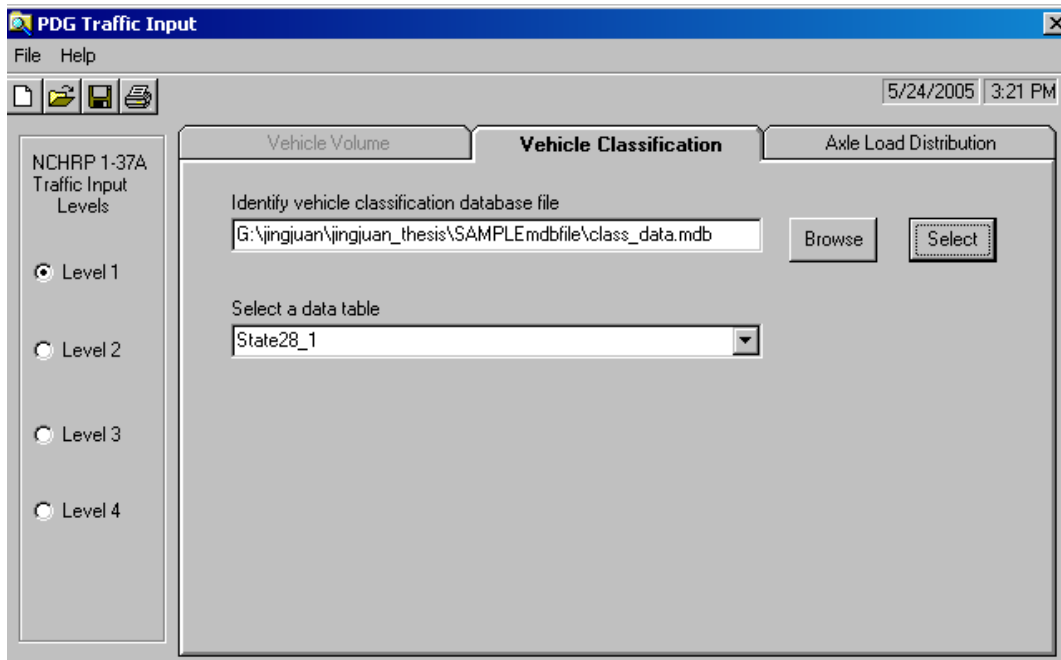 PDG Traffic Input
File Help
5/24/2005 3:21 PM
NCHRP 1-37A
Traffic Input
Levels
Level 1
Level 2
Level 3
Level 4
Vehicle Volume Vehicle Classification Axle Load Distribution
Identify vehicle classification database file
G:\jingjuan\jingjuan_thesis\SAMPLEmdbfile\class_data.mdb Browse Select
Select a data table
State28_1